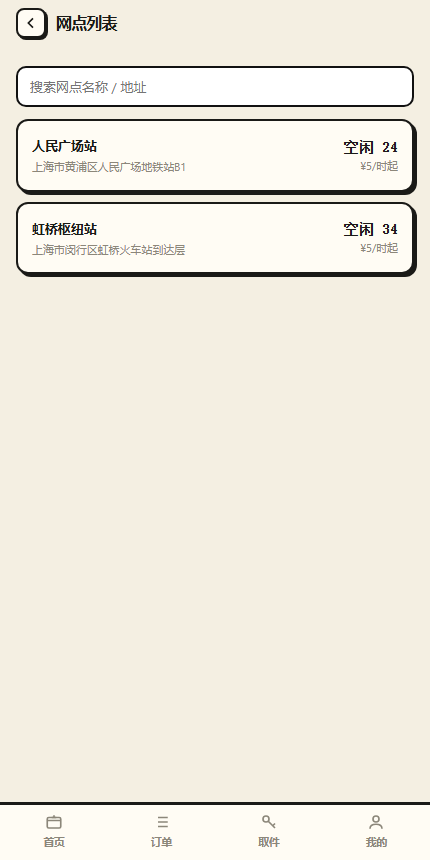 网点列表
搜索网点名称 / 地址
人民广场站
空闲 24
上海市黄浦区人民广场地铁站B1
¥5/时起
虹桥枢纽站
空闲 34
上海市闵行区虹桥火车站到达层
¥5/时起
首页
订单
取件
我的